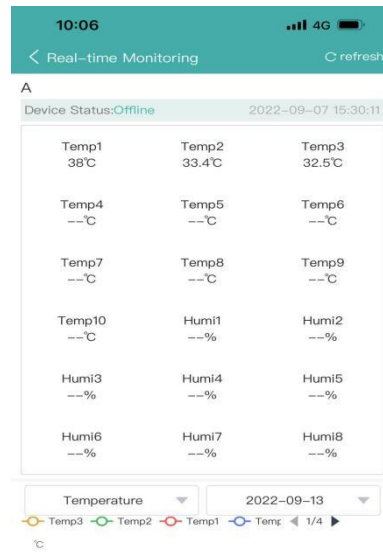 10:06 4G
Real-time Monitoring refresh
A
Device Status:Offline 2022-09-07 15:30:11
Temp1 Temp2 Temp3
38℃ 33.4℃ 32.5℃
Temp4 Temp5 Temp6
--℃ --℃ --℃
Temp7 Temp8 Temp9
--℃ --℃ --℃
Temp10 Humi1 Humi2
--℃ --% --%
Humi3 Humi4 Humi5
--% --% --%
Humi6 Humi7 Humi8
--% --% --%
Temperature 2022-09-13
Temp3 Temp2 Temp1 Temp 1/4
℃